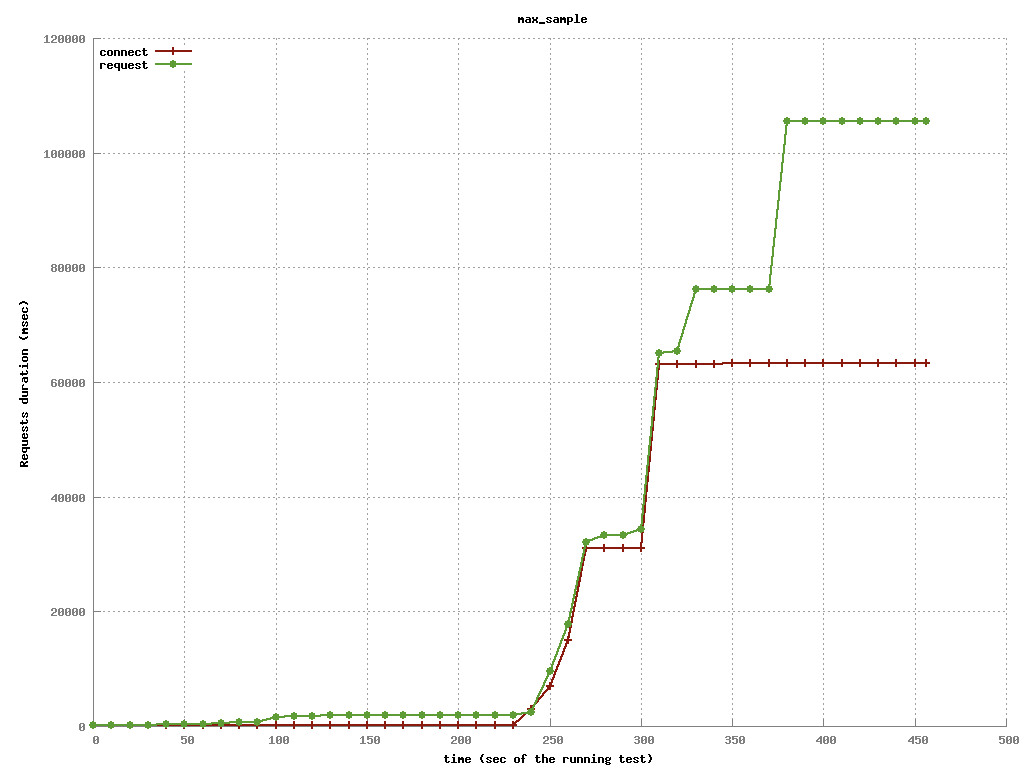 max_sample
120000
connect
request
100000
80000
60000
40000
20000
0
Requests duration (msec)
0 50 100 150 200 250 300 350 400 450 500
time (sec of the running test)